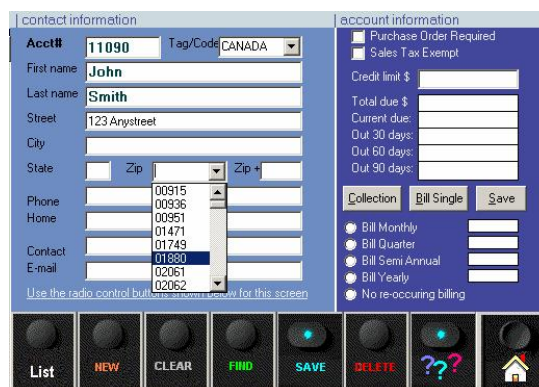 contact information
Acct# 11090 Tag/Code CANADA
First name John
Last name Smith
Street 123 Anystreet
City
State Zip Zip +
00915
00936
00951
01471
01749
01880
02061
02062
Phone
Home
Contact
E-mail
Use the radio control buttons shown below for this screen
account information
Purchase Order Required
Sales Tax Exempt
Credit limit $
Total due $
Current due:
Out 30 days:
Out 60 days:
Out 90 days:
Collection Bill Single Save
Bill Monthly
Bill Quarter
Bill Semi Annual
Bill Yearly
No re-occuring billing
List NEW CLEAR FIND SAVE DELETE ???